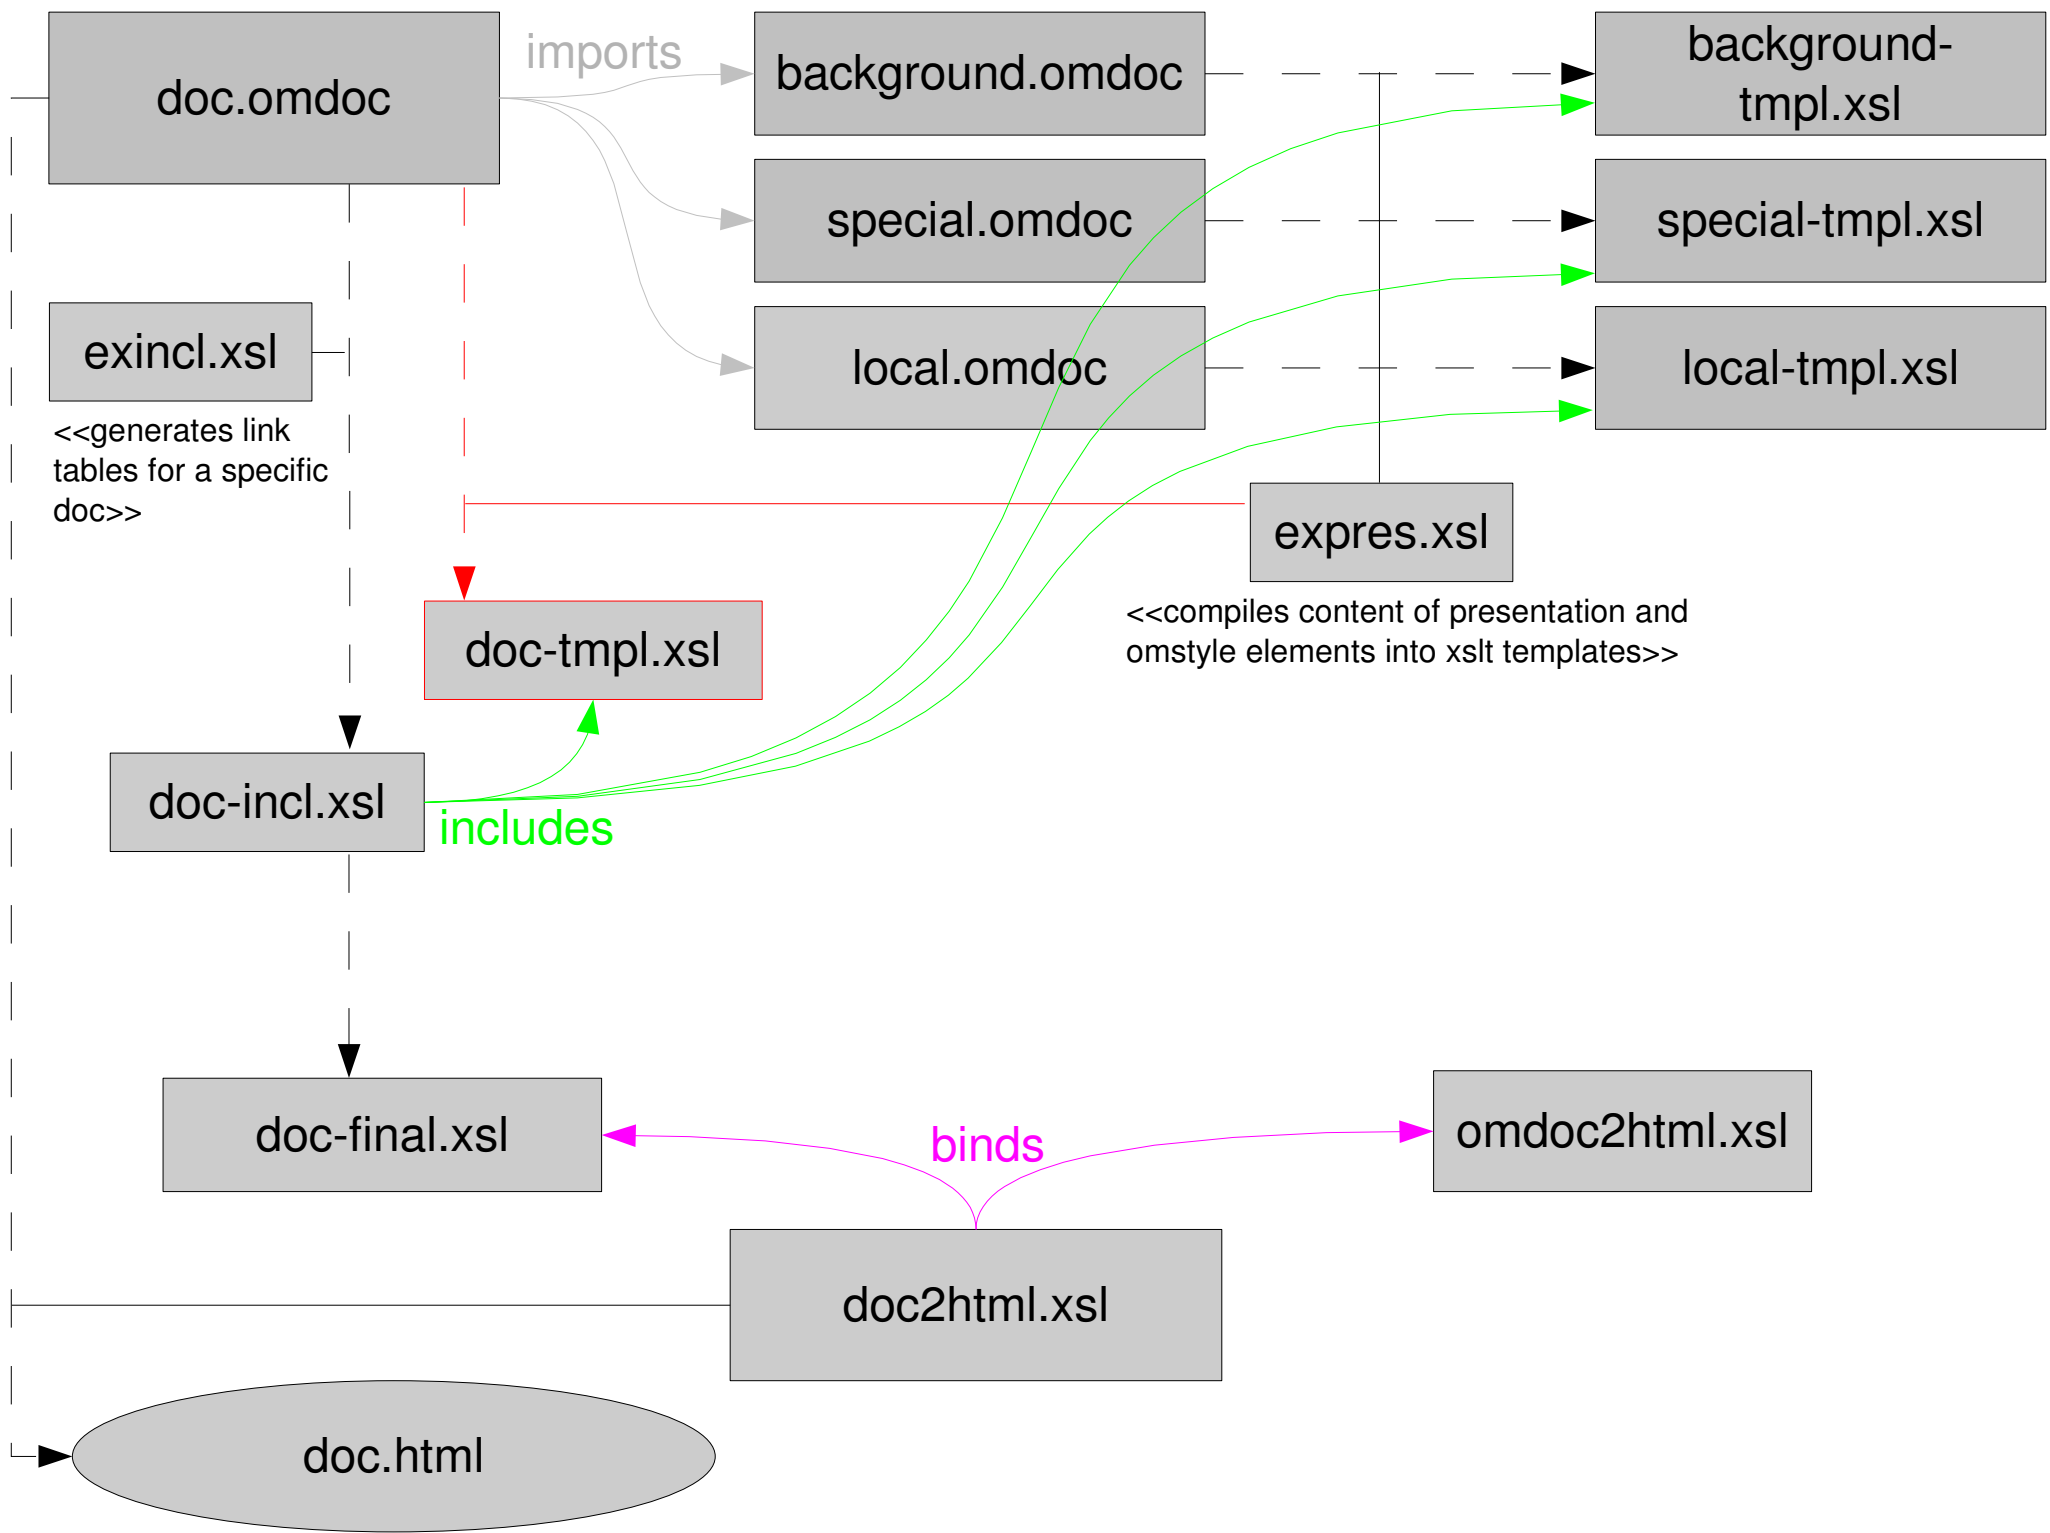 doc.omdoc
imports
background.omdoc
background-
tmpl.xsl
special.omdoc
special-tmpl.xsl
exincl.xsl
local.omdoc
local-tmpl.xsl
<<generates link
tables for a specific
doc>>
expres.xsl
<<compiles content of presentation and
omstyle elements into xslt templates>>
doc-tmpl.xsl
doc-incl.xsl
includes
doc-final.xsl
binds
omdoc2html.xsl
doc2html.xsl
doc.html